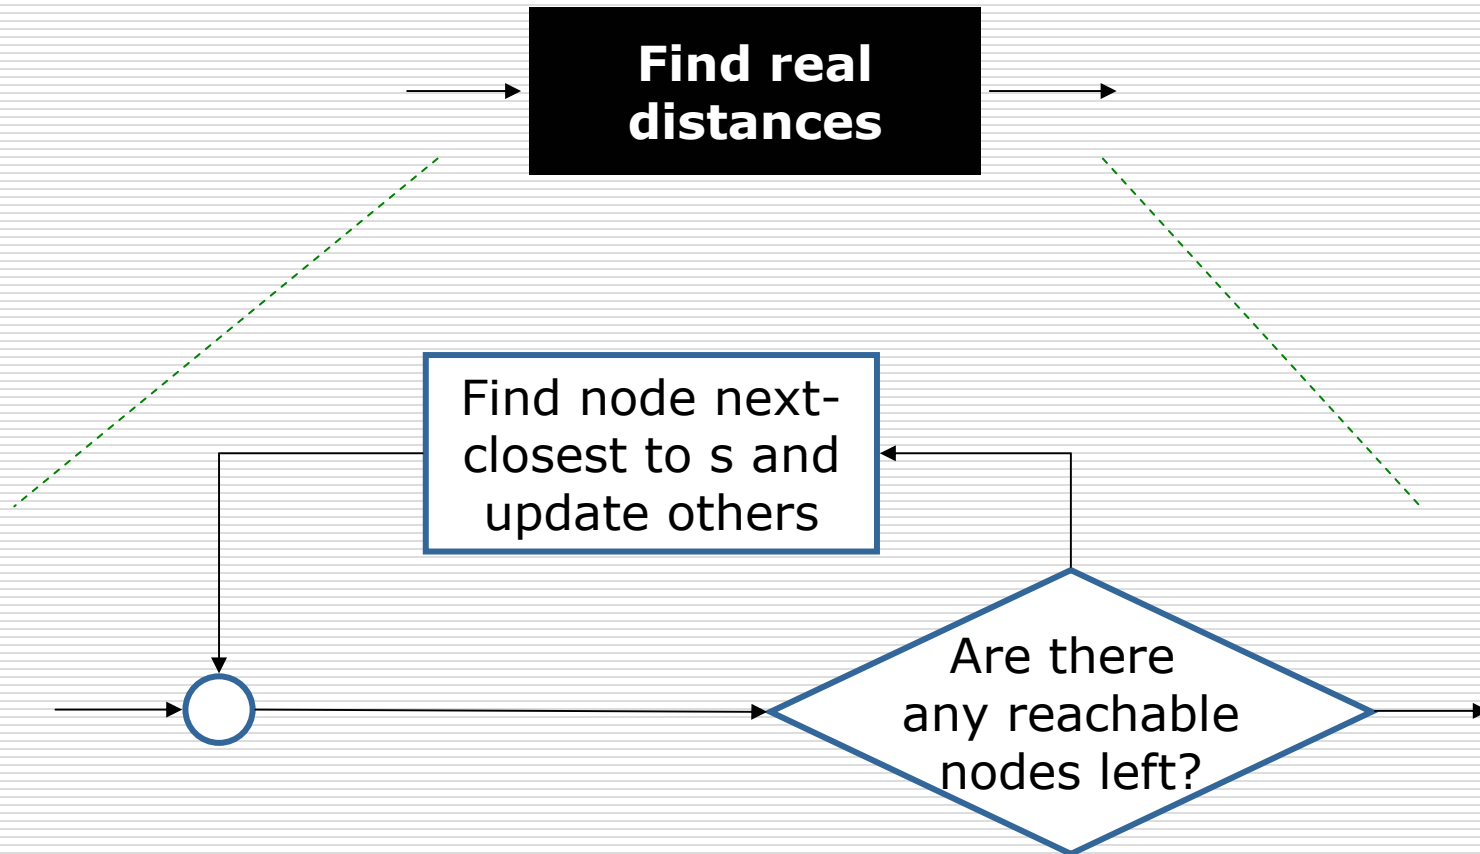 Find real
distances
Find node next-
closest to s and
update others
Are there
any reachable
nodes left?